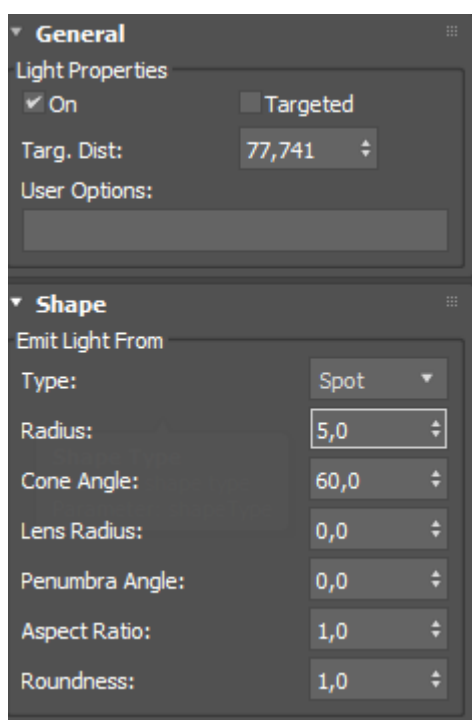 General
Light Properties
On Targeted
Targ. Dist: 77,741
User Options:
Shape
Emit Light From
Type: Spot
Radius: 5,0
Cone Angle: 60,0
Lens Radius: 0,0
Penumbra Angle: 0,0
Aspect Ratio: 1,0
Roundness: 1,0